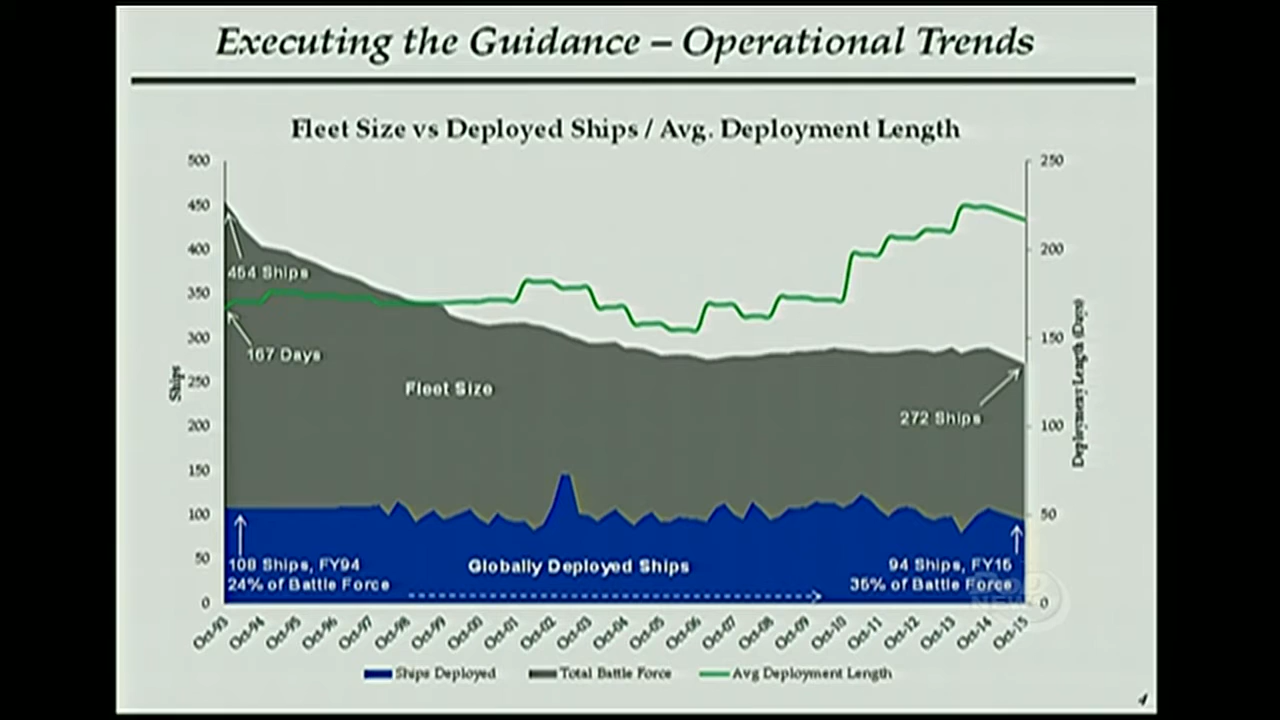 Executing the Guidance – Operational Trends
Fleet Size vs Deployed Ships / Avg. Deployment Length
500
450
400
350
300
250
200
150
100
50
0
Ships
250
200
150
100
50
0
Deployment Length (Days)
454 Ships
167 Days
Fleet Size
272 Ships
108 Ships, FY94
24% of Battle Force
Globally Deployed Ships
94 Ships, FY15
35% of Battle Force
Oct-93
Oct-94
Oct-95
Oct-96
Oct-97
Oct-98
Oct-99
Oct-00
Oct-01
Oct-02
Oct-03
Oct-04
Oct-05
Oct-06
Oct-07
Oct-08
Oct-09
Oct-10
Oct-11
Oct-12
Oct-13
Oct-14
Oct-15
Ships Deployed
Total Battle Force
Avg Deployment Length
4